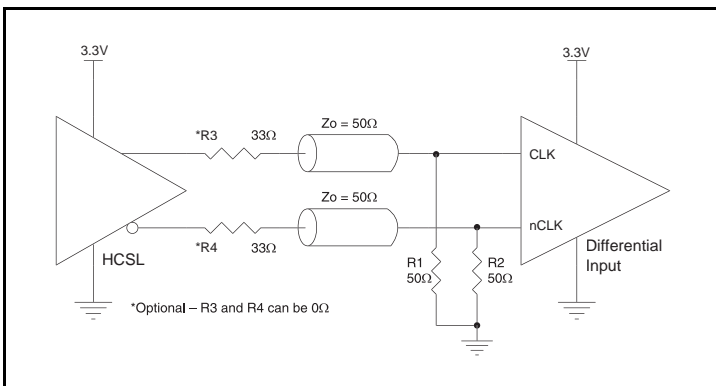 3.3V
3.3V
*R3 33Ω
Zo = 50Ω
CLK
Zo = 50Ω
nCLK
HCSL
*R4 33Ω
R1
50Ω
R2
50Ω
Differential
Input
*Optional – R3 and R4 can be 0Ω